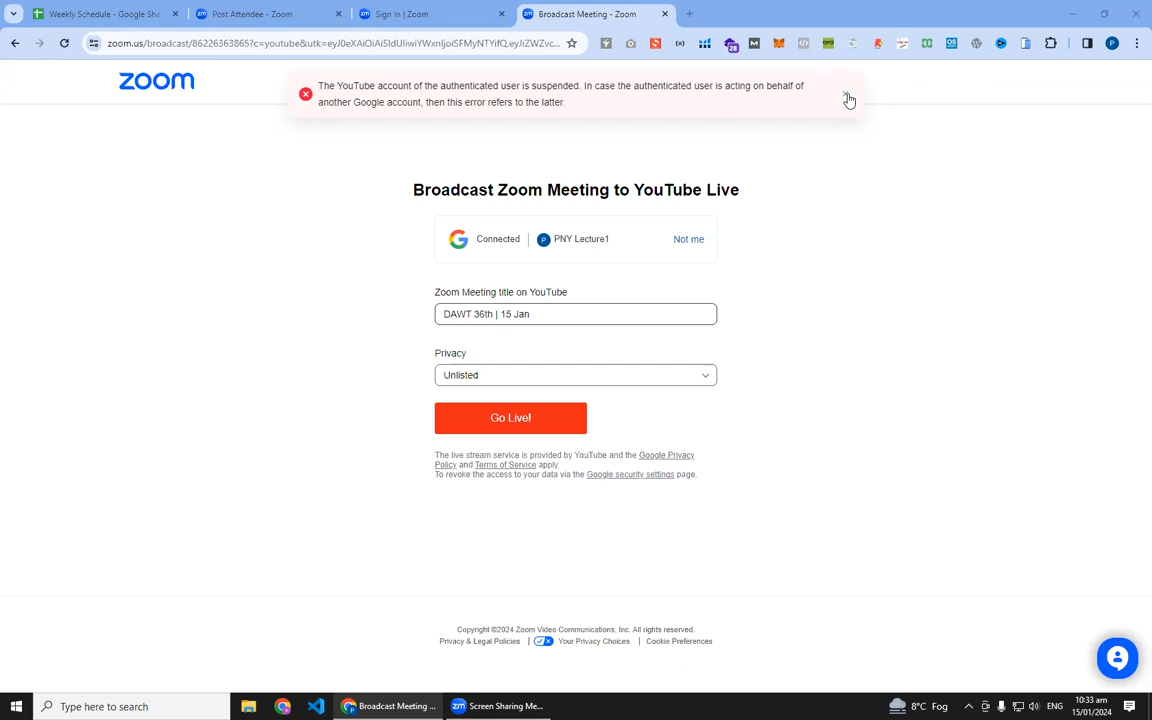 Weekly Schedule - Google She
Post Attendee - Zoom
Sign In | Zoom
Broadcast Meeting - Zoom
zoom.us/broadcast/86226363865?c=youtube&utk=eyJ0eXAiOiAiSldUIiwiYWxnIjoiSFMyNTYifQ.eyJiZWZvc...
28
zoom
The YouTube account of the authenticated user is suspended. In case the authenticated user is acting on behalf of
another Google account, then this error refers to the latter.
Broadcast Zoom Meeting to YouTube Live
Connected
P
PNY Lecture1
Not me
Zoom Meeting title on YouTube
DAWT 36th | 15 Jan
Privacy
Unlisted
Go Live!
The live stream service is provided by YouTube and the Google Privacy
Policy and Terms of Service apply.
To revoke the access to your data via the Google security settings page.
Copyright ©2024 Zoom Video Communications, Inc. All rights reserved.
Privacy & Legal Policies | Your Privacy Choices | Cookie Preferences
Type here to search
Broadcast Meeting ...
Screen Sharing Me...
8°C Fog
ENG
10:33 am
15/01/2024